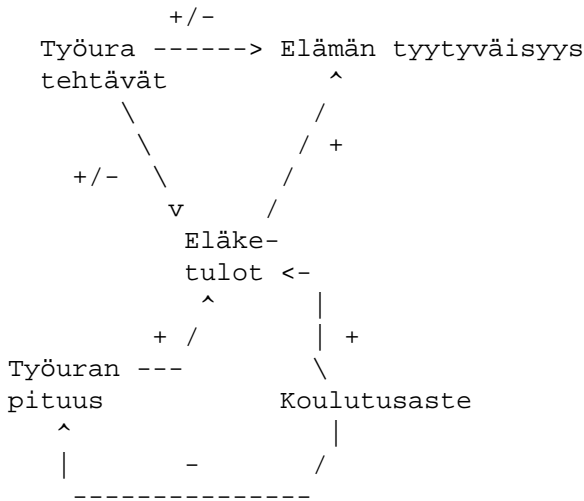 +/-
Työura ------> Elämän tyytyväisyys
tehtävät ^
\ /
\ / +
+/- \ /
v /
Eläke-
tulot <-
^ |
+ / | +
Työuran --- \
pituus Koulutusaste
^ |
| - /
---------------